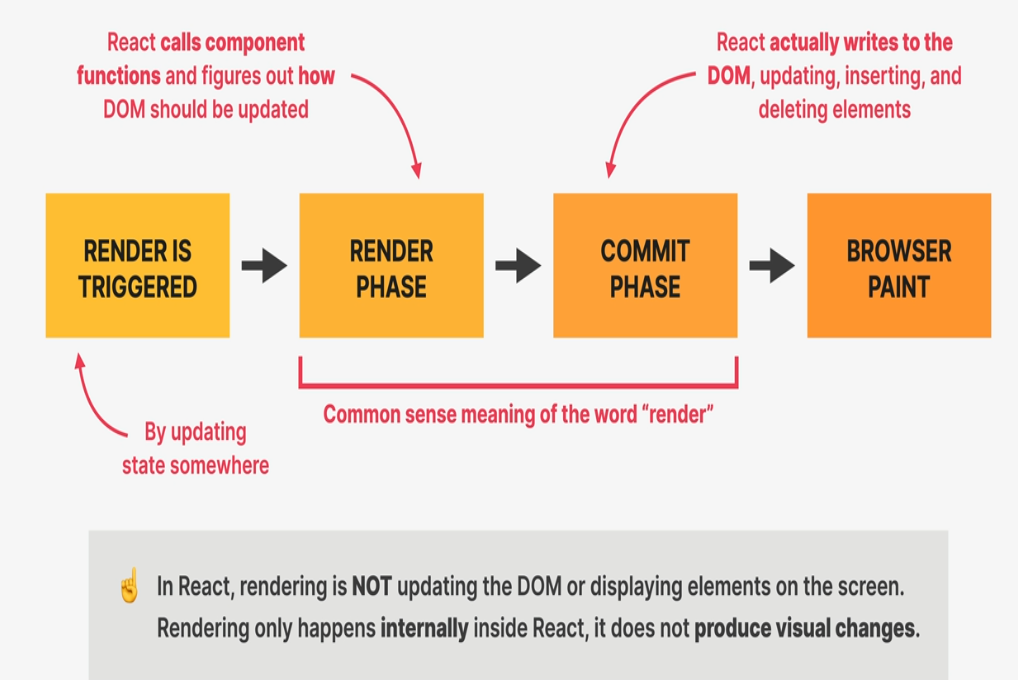 React calls component
functions and figures out how
DOM should be updated
React actually writes to the
DOM, updating, inserting, and
deleting elements
RENDER IS
TRIGGERED
RENDER
PHASE
COMMIT
PHASE
BROWSER
PAINT
Common sense meaning of the word “render”
By updating
state somewhere
☝️ In React, rendering is NOT updating the DOM or displaying elements on the screen.
Rendering only happens internally inside React, it does not produce visual changes.